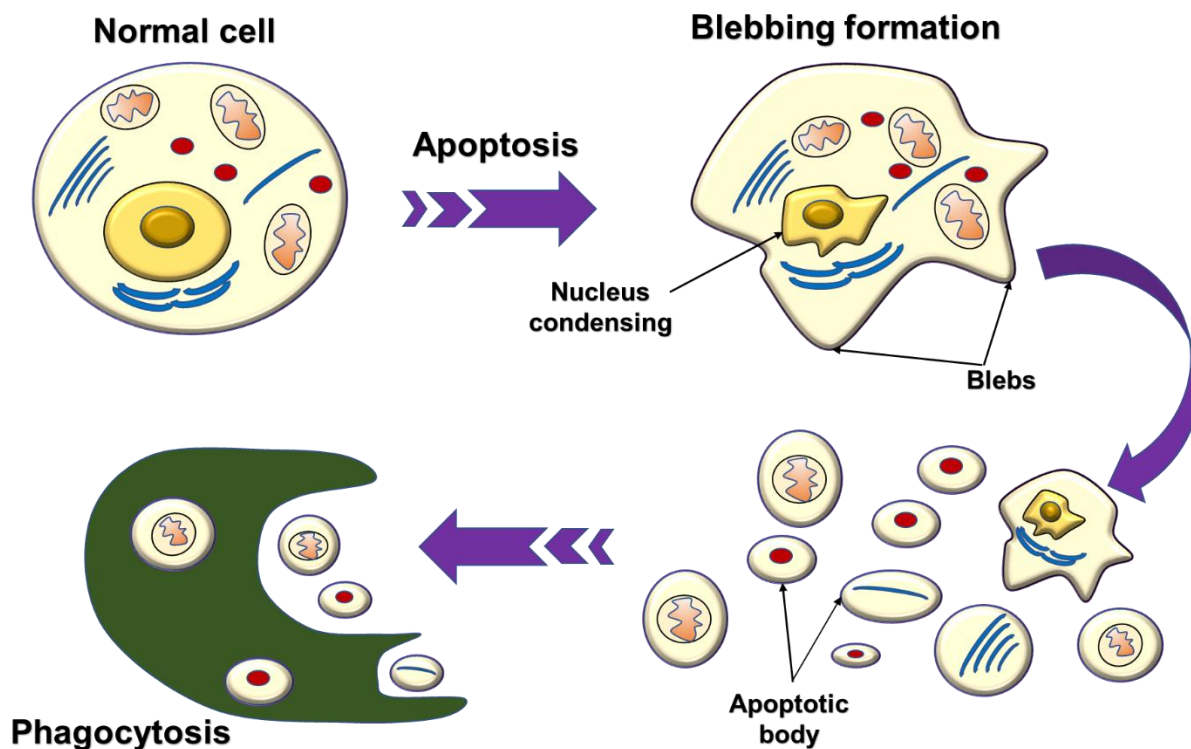 Normal cell
Blebbing formation
Apoptosis
Nucleus
condensing
Blebs
Apoptotic
body
Phagocytosis